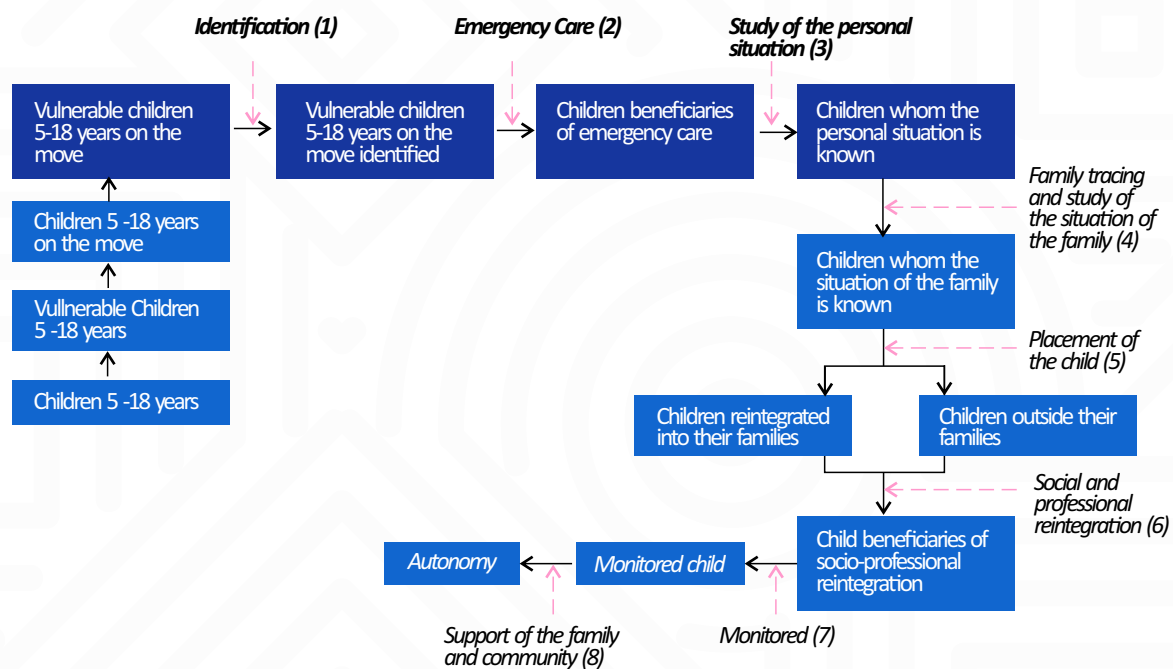 Identification (1)
Emergency Care (2)
Study of the personal
situation (3)
Vulnerable children
5-18 years on the
move
Vulnerable children
5-18 years on the
move identified
Children beneficiaries
of emergency care
Children whom the
personal situation is
known
Children 5 -18 years
on the move
Vullnerable Children
5 -18 years
Children 5 -18 years
Family tracing
and study of
the situation of
the family (4)
Children whom the
situation of the family
is known
Placement of
the child (5)
Children reintegrated
into their families
Children outside their
families
Social and
professional
reintegration (6)
Child beneficiaries of
socio-professional
reintegration
Monitored child
Autonomy
Monitored (7)
Support of the family
and community (8)